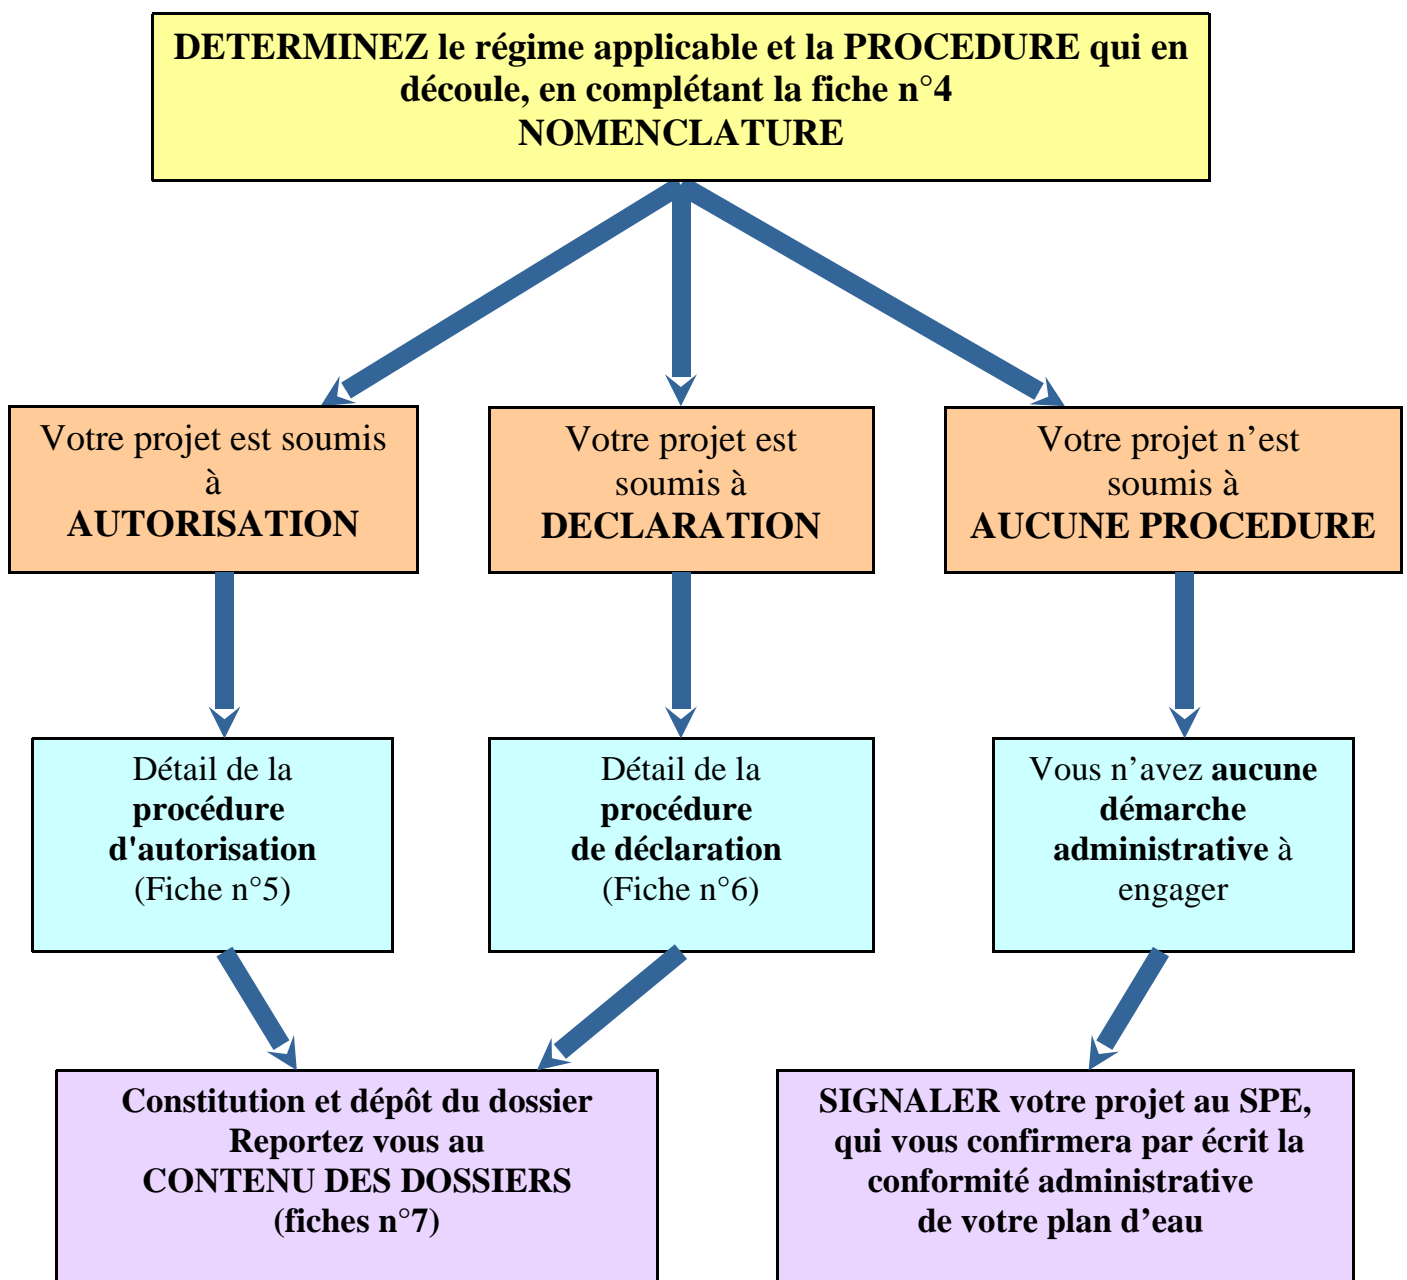 DETERMINEZ le régime applicable et la PROCEDURE qui en
découle, en complétant la fiche n°4
NOMENCLATURE
Votre projet est soumis
à
AUTORISATION
Votre projet est
soumis à
DECLARATION
Votre projet n’est
soumis à
AUCUNE PROCEDURE
Détail de la
procédure
d'autorisation
(Fiche n°5)
Détail de la
procédure
de déclaration
(Fiche n°6)
Vous n’avez aucune
démarche
administrative à
engager
Constitution et dépôt du dossier
Reportez vous au
CONTENU DES DOSSIERS
(fiches n°7)
SIGNALER votre projet au SPE,
qui vous confirmera par écrit la
conformité administrative
de votre plan d’eau